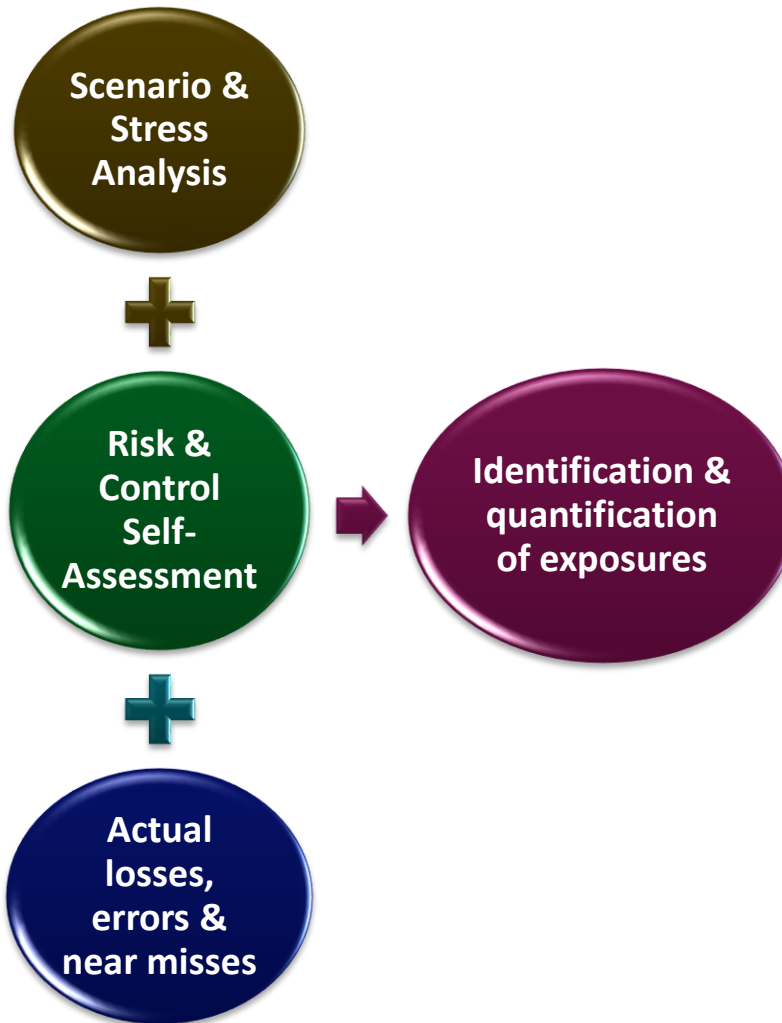 Scenario &
Stress
Analysis
Risk &
Control
Self-
Assessment
Identification &
quantification
of exposures
Actual
losses,
errors &
near misses